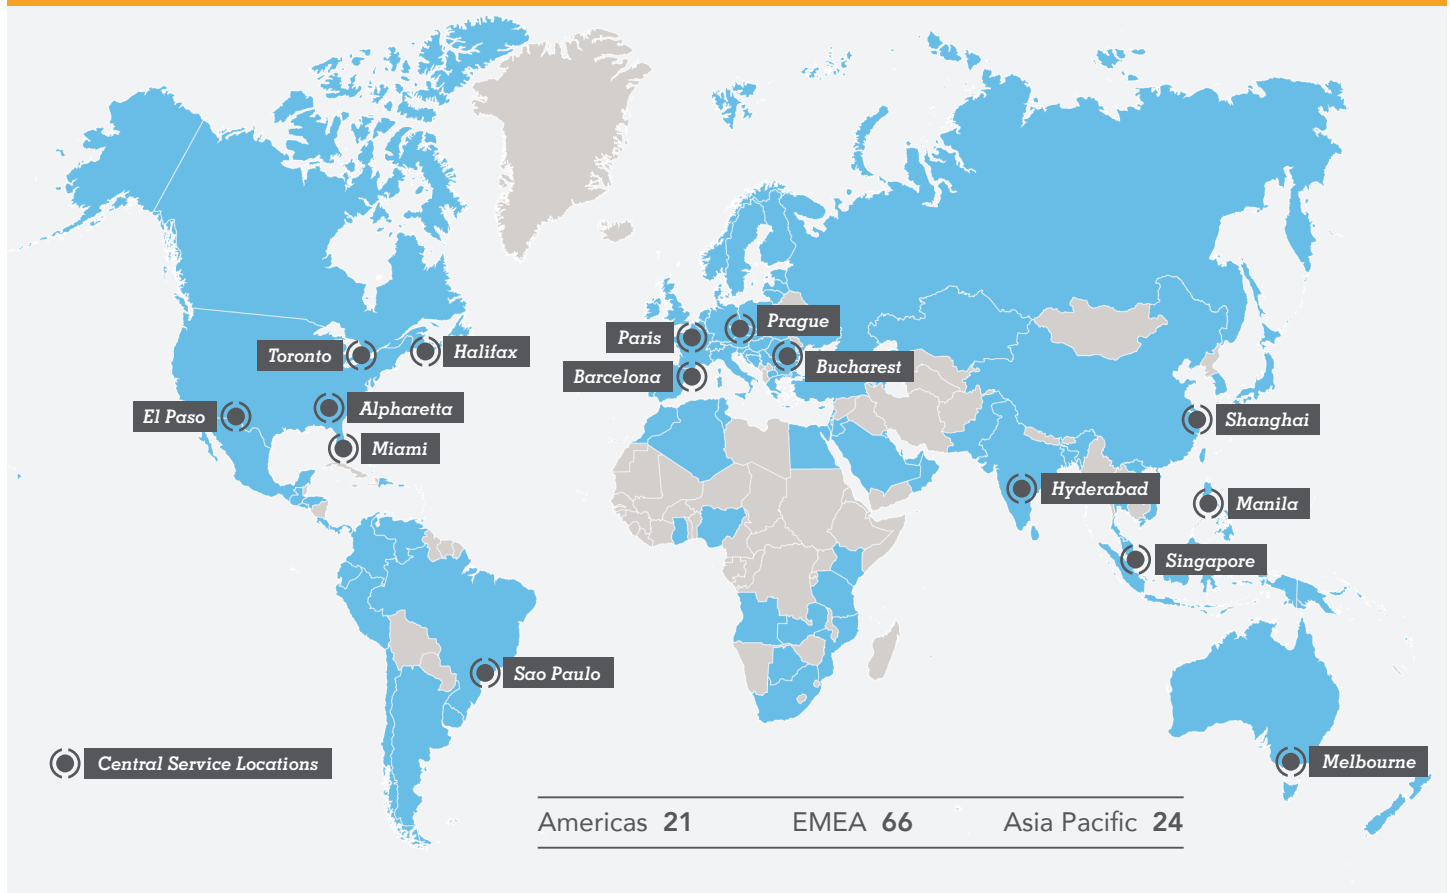 Prague
Paris
Toronto
Halifax
Bucharest
Barcelona
El Paso
Alpharetta
Shanghai
Miami
Hyderabad
Manila
Singapore
Sao Paulo
Central Service Locations
Melbourne
Americas 21 EMEA 66 Asia Pacific 24